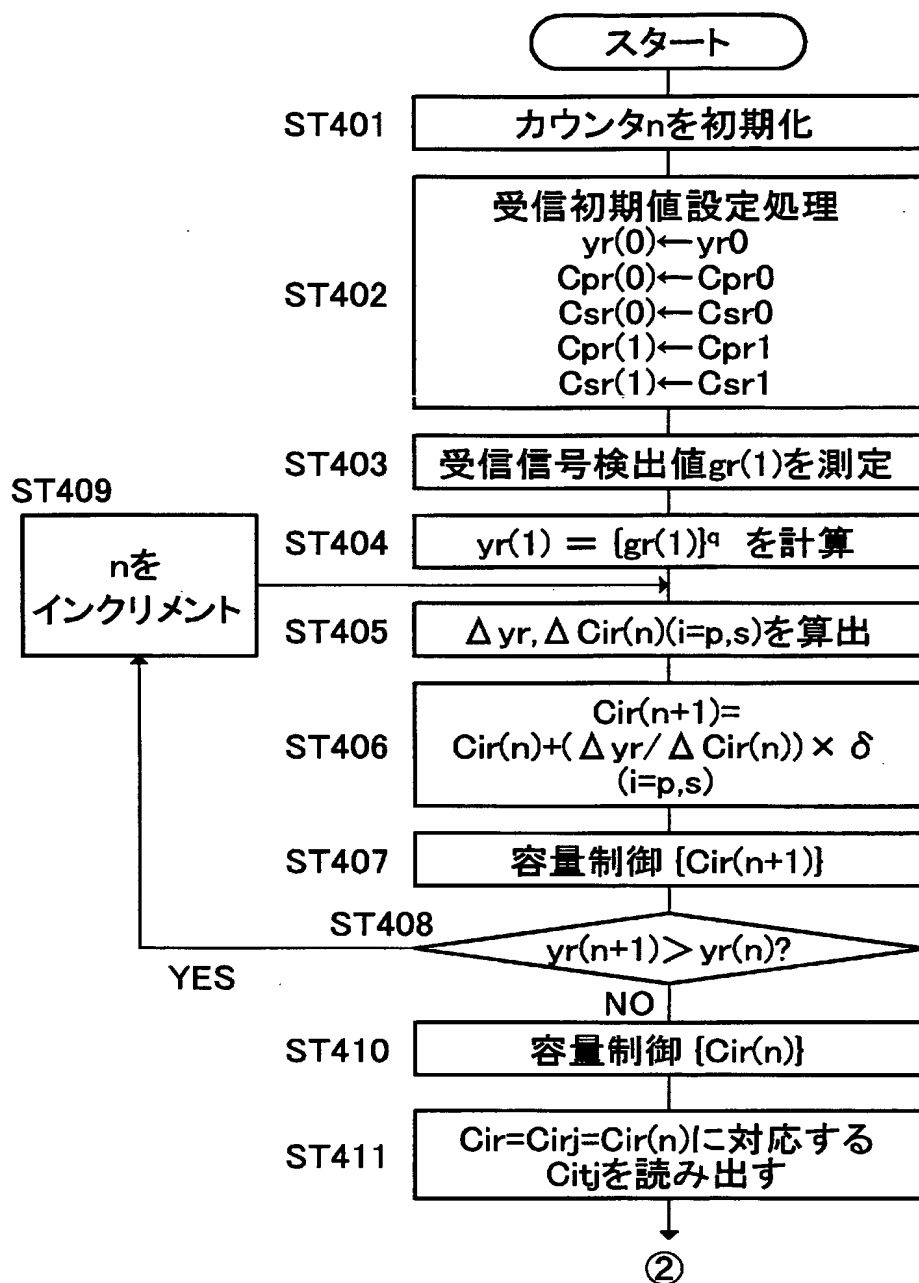 スタート
ST401
カウンタnを初期化
ST402
受信初期値設定処理
yr(0)←yr0
Cpr(0)←Cpr0
Csr(0)←Csr0
Cpr(1)←Cpr1
Csr(1)←Csr1
ST403
受信信号検出値gr(1)を測定
ST404
yr(1) = {gr(1)}^q を計算
ST409
nを
インクリメント
ST405
Δyr,ΔCir(n)(i=p,s)を算出
ST406
Cir(n+1)=
Cir(n)+(Δyr/ΔCir(n))×δ
(i=p,s)
ST407
容量制御 {Cir(n+1)}
ST408
yr(n+1)>yr(n)?
YES
NO
ST410
容量制御 {Cir(n)}
ST411
Cir=Cirj=Cir(n)に対応する
Citjを読み出す
②